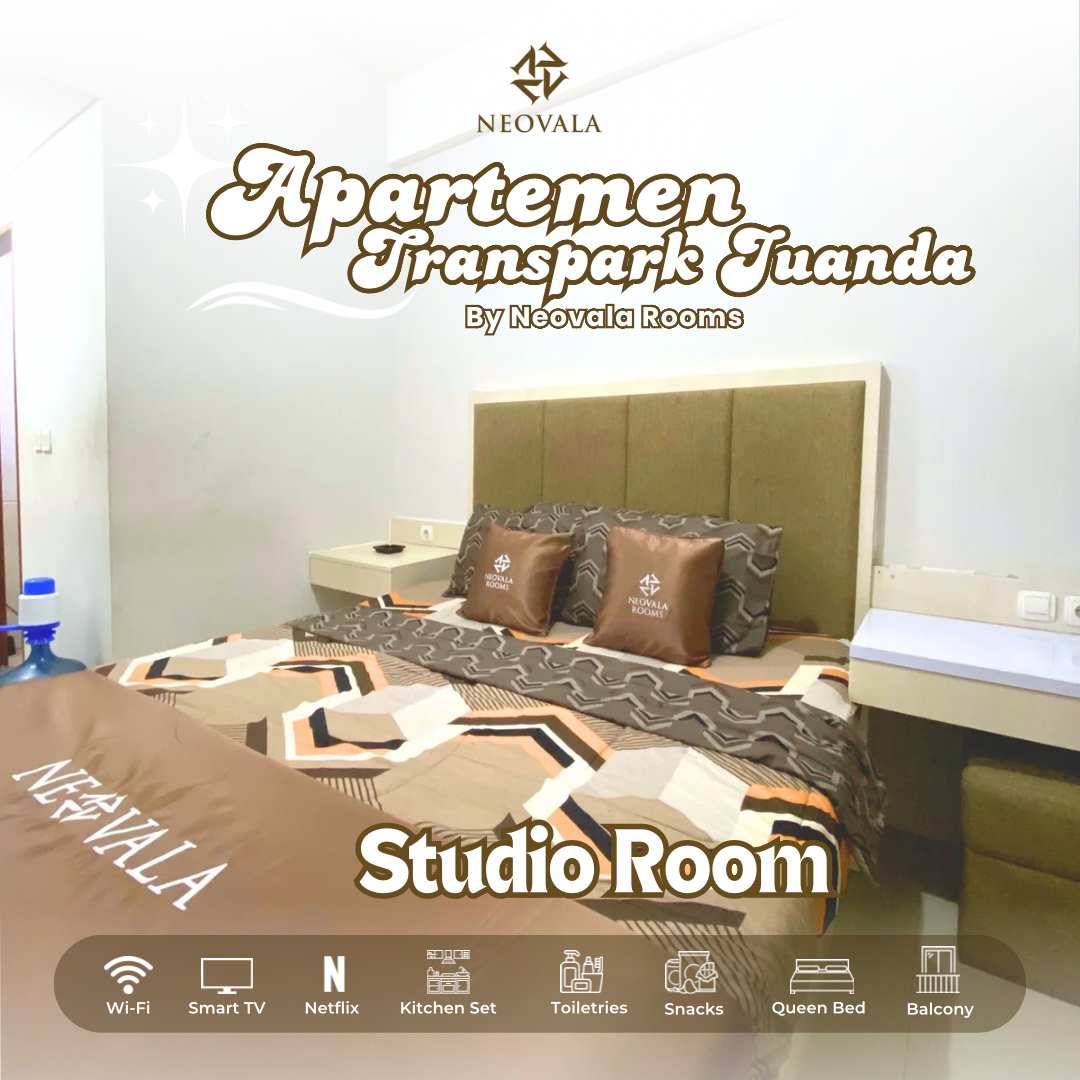 NEOVALA
Apartemen
Transpark Juanda
By Neovala Rooms
NEOVALA
ROOMS
NEOVALA
ROOMS
NEOVALA
Studio Room
N
Wi-Fi
Smart TV
Netflix
Kitchen Set
Toiletries
Snacks
Queen Bed
Balcony